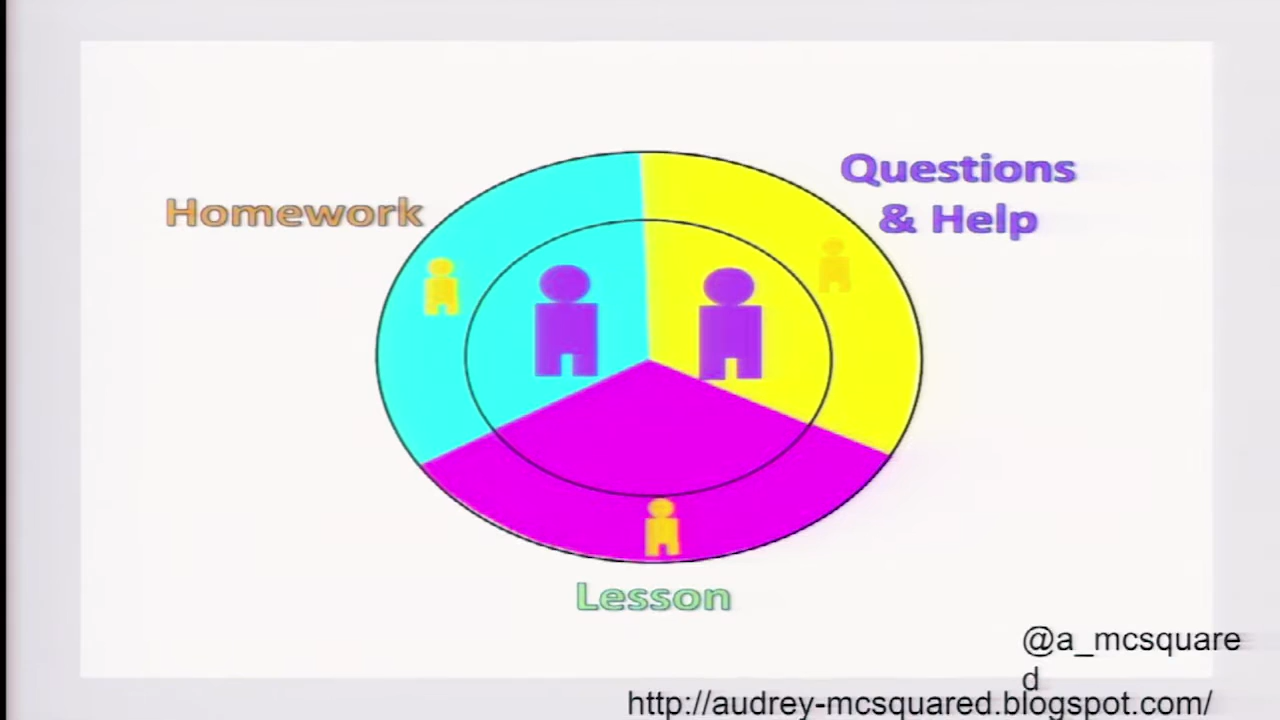 Homework
Questions
& Help
Lesson
@a_mcsquare
d
http://audrey-mcsquared.blogspot.com/